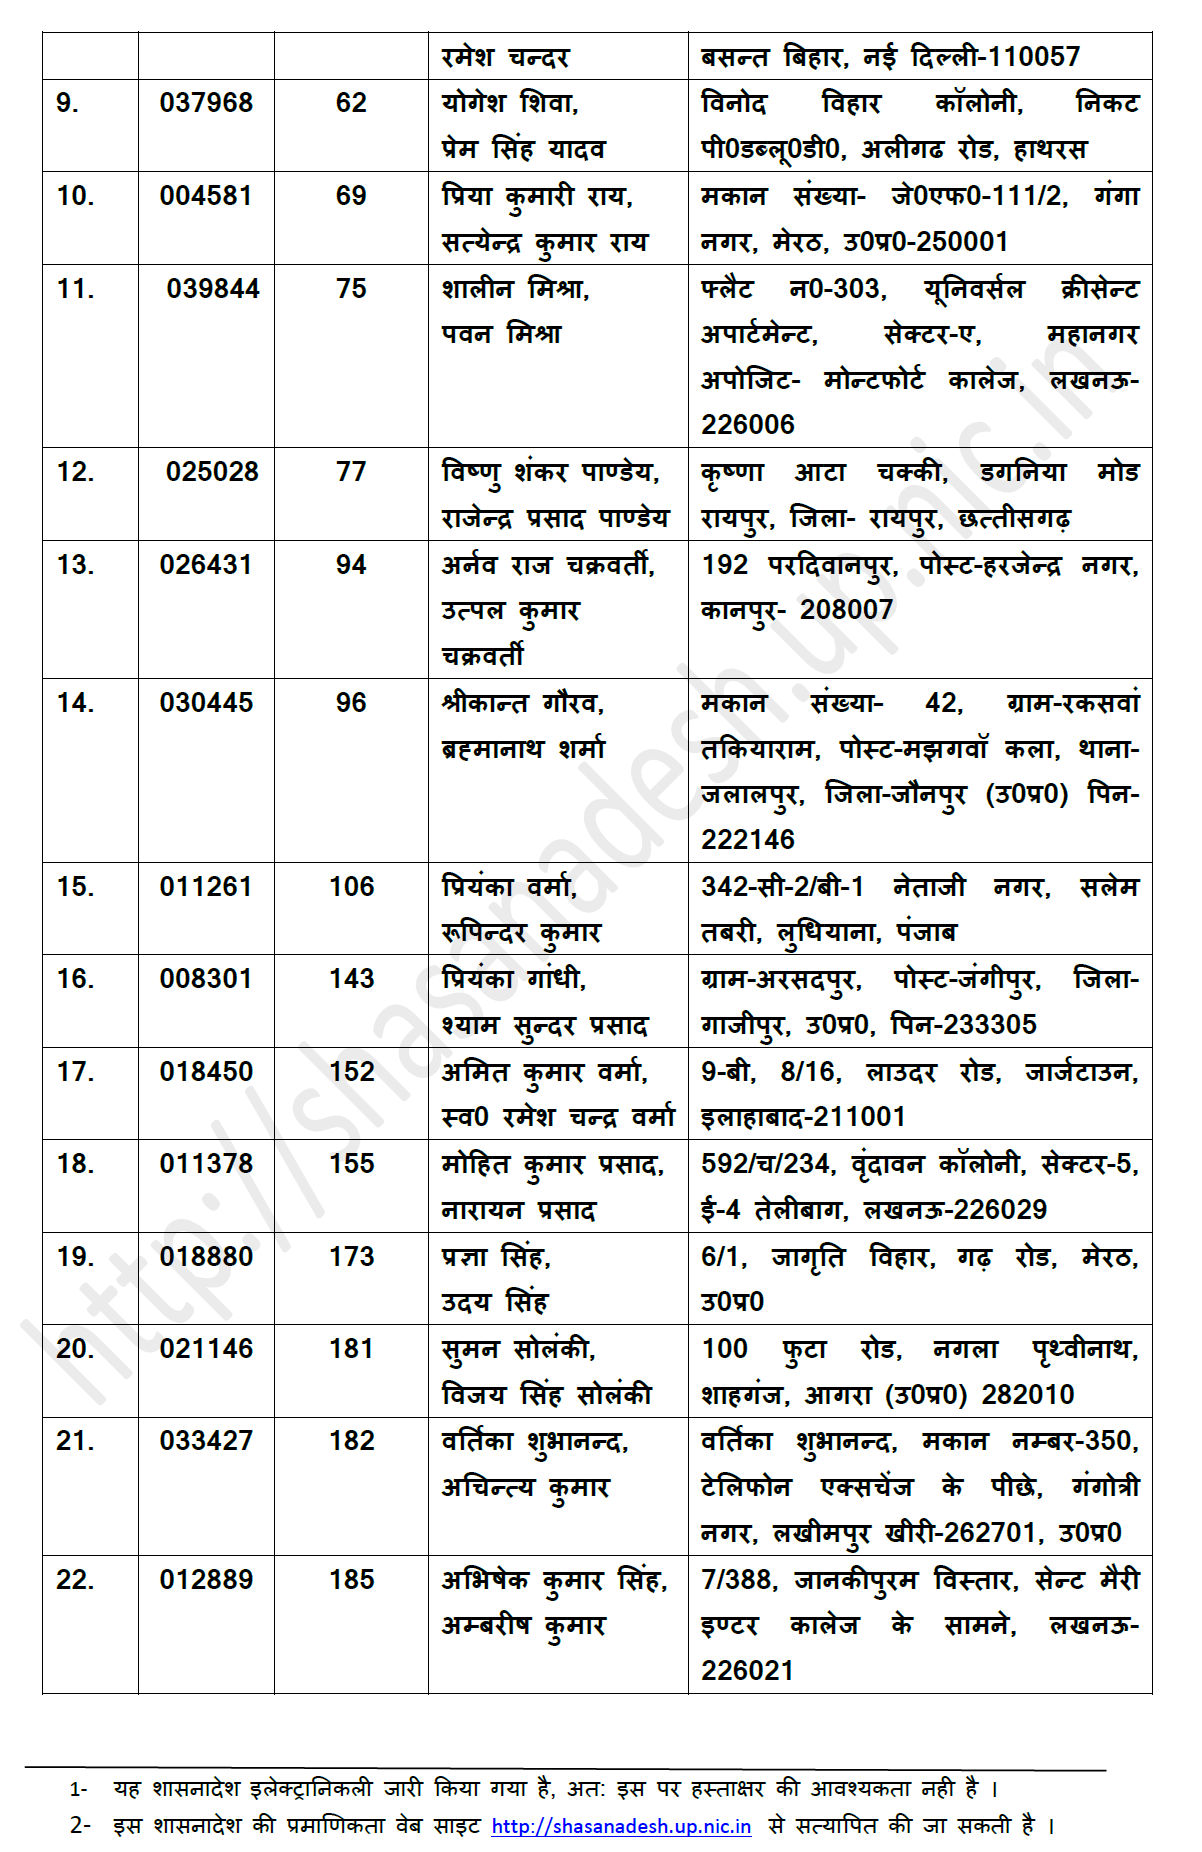 रमेश चन्दर बसन्त बिहार, नई दिल्ली-110057
9. 037968 62 योगेश शिवा, विनोद विहार कॉलोनी, निकट
प्रेम सिंह यादव पी0डब्लू0डी0, अलीगढ रोड, हाथरस
10. 004581 69 प्रिया कुमारी राय, मकान संख्या- जे0एफ0-111/2, गंगा
सत्येन्द्र कुमार राय नगर, मेरठ, उ0प्र0-250001
11. 039844 75 शालीन मिश्रा, फ्लैट न0-303, यूनिवर्सल क्रीसेन्ट
पवन मिश्रा अपार्टमेन्ट, सेक्टर-ए, महानगर
अपोजिट- मोन्टफोर्ट कालेज, लखनऊ-
226006
12. 025028 77 विष्णु शंकर पाण्डेय, कृष्णा आटा चक्की, डगनिया मोड
राजेन्द्र प्रसाद पाण्डेय रायपुर, जिला- रायपुर, छत्तीसगढ़
13. 026431 94 अर्नव राज चक्रवर्ती, 192 परदिवानपुर, पोस्ट-हरजेन्द्र नगर,
उत्पल कुमार कानपुर- 208007
चक्रवर्ती
14. 030445 96 श्रीकान्त गौरव, मकान संख्या- 42, ग्राम-रकसवां
ब्रह्मानाथ शर्मा तकियाराम, पोस्ट-मझगवॉ कला, थाना-
जलालपुर, जिला-जौनपुर (उ0प्र0) पिन-
222146
15. 011261 106 प्रियंका वर्मा, 342-सी-2/बी-1 नेताजी नगर, सलेम
रूपिन्दर कुमार तबरी, लुधियाना, पंजाब
16. 008301 143 प्रियंका गांधी, ग्राम-अरसदपुर, पोस्ट-जंगीपुर, जिला-
श्याम सुन्दर प्रसाद गाजीपुर, उ0प्र0, पिन-233305
17. 018450 152 अमित कुमार वर्मा, 9-बी, 8/16, लाउदर रोड, जार्जटाउन,
स्व0 रमेश चन्द्र वर्मा इलाहाबाद-211001
18. 011378 155 मोहित कुमार प्रसाद, 592/च/234, वृंदावन कॉलोनी, सेक्टर-5,
नारायन प्रसाद ई-4 तेलीबाग, लखनऊ-226029
19. 018880 173 प्रज्ञा सिंह, 6/1, जागृति विहार, गढ़ रोड, मेरठ,
उदय सिंह उ0प्र0
20. 021146 181 सुमन सोलंकी, 100 फुटा रोड, नगला पृथ्वीनाथ,
विजय सिंह सोलंकी शाहगंज, आगरा (उ0प्र0) 282010
21. 033427 182 वर्तिका शुभानन्द, वर्तिका शुभानन्द, मकान नम्बर-350,
अचिन्त्य कुमार टेलिफोन एक्सचेंज के पीछे, गंगोत्री
नगर, लखीमपुर खीरी-262701, उ0प्र0
22. 012889 185 अभिषेक कुमार सिंह, 7/388, जानकीपुरम विस्तार, सेन्ट मैरी
अम्बरीष कुमार इण्टर कालेज के सामने, लखनऊ-
226021
http://shasanadesh.up.nic.in
1- यह शासनादेश इलेक्ट्रानिकली जारी किया गया है, अत: इस पर हस्ताक्षर की आवश्यकता नही है ।
2- इस शासनादेश की प्रमाणिकता वेब साइट http://shasanadesh.up.nic.in से सत्यापित की जा सकती है ।